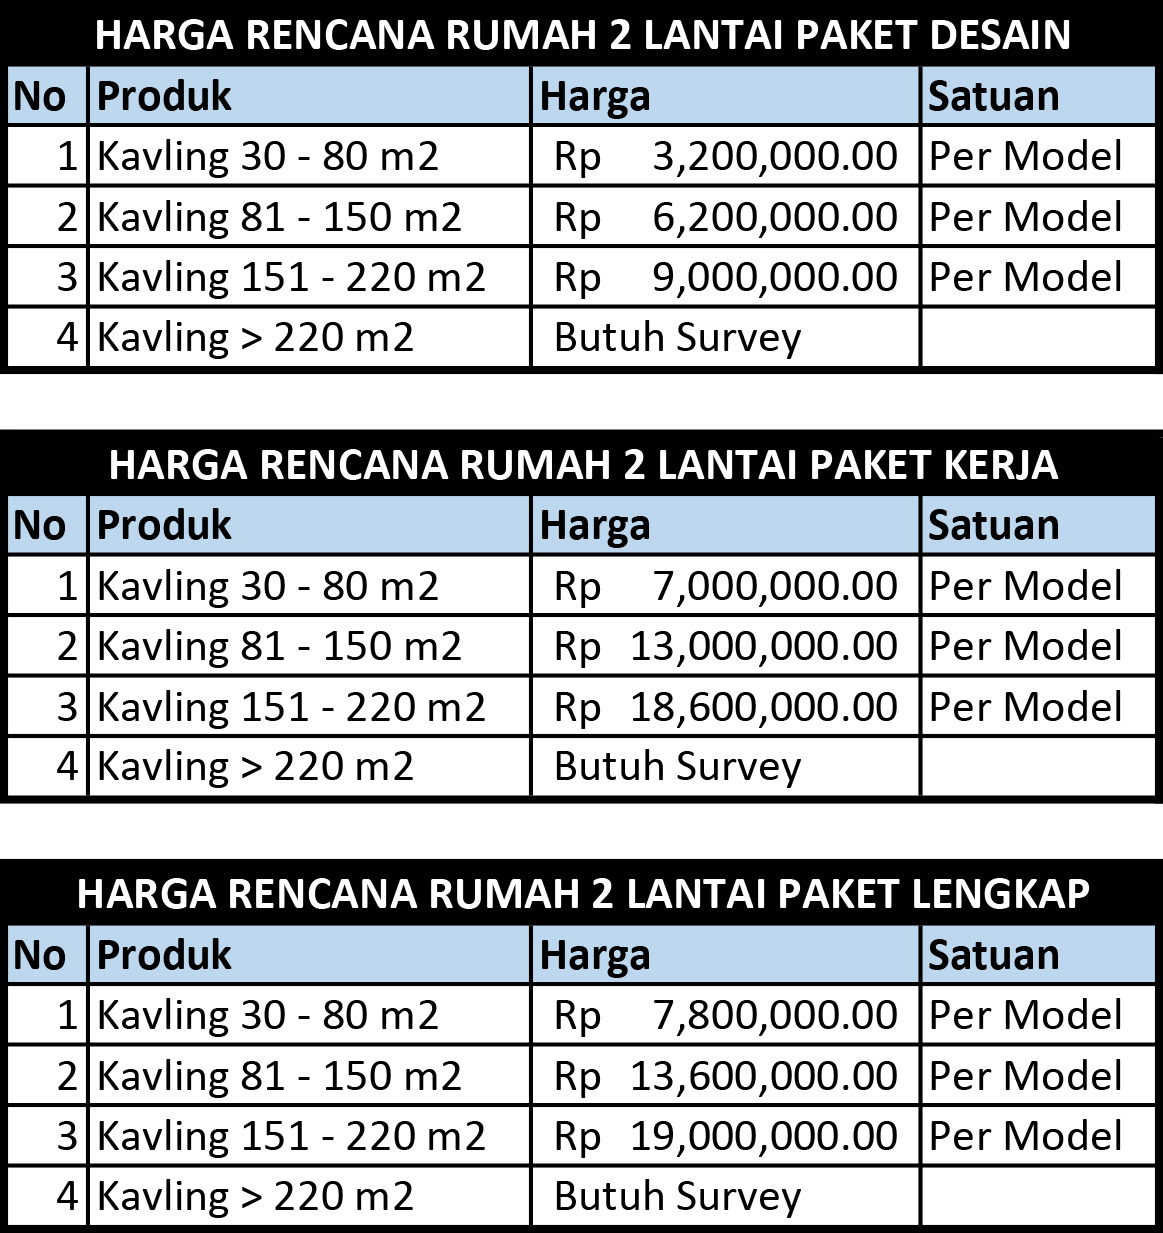 HARGA RENCANA RUMAH 2 LANTAI PAKET DESAIN
No Produk Harga Satuan
1 Kavling 30 - 80 m2 Rp 3,200,000.00 Per Model
2 Kavling 81 - 150 m2 Rp 6,200,000.00 Per Model
3 Kavling 151 - 220 m2 Rp 9,000,000.00 Per Model
4 Kavling > 220 m2 Butuh Survey
HARGA RENCANA RUMAH 2 LANTAI PAKET KERJA
No Produk Harga Satuan
1 Kavling 30 - 80 m2 Rp 7,000,000.00 Per Model
2 Kavling 81 - 150 m2 Rp 13,000,000.00 Per Model
3 Kavling 151 - 220 m2 Rp 18,600,000.00 Per Model
4 Kavling > 220 m2 Butuh Survey
HARGA RENCANA RUMAH 2 LANTAI PAKET LENGKAP
No Produk Harga Satuan
1 Kavling 30 - 80 m2 Rp 7,800,000.00 Per Model
2 Kavling 81 - 150 m2 Rp 13,600,000.00 Per Model
3 Kavling 151 - 220 m2 Rp 19,000,000.00 Per Model
4 Kavling > 220 m2 Butuh Survey